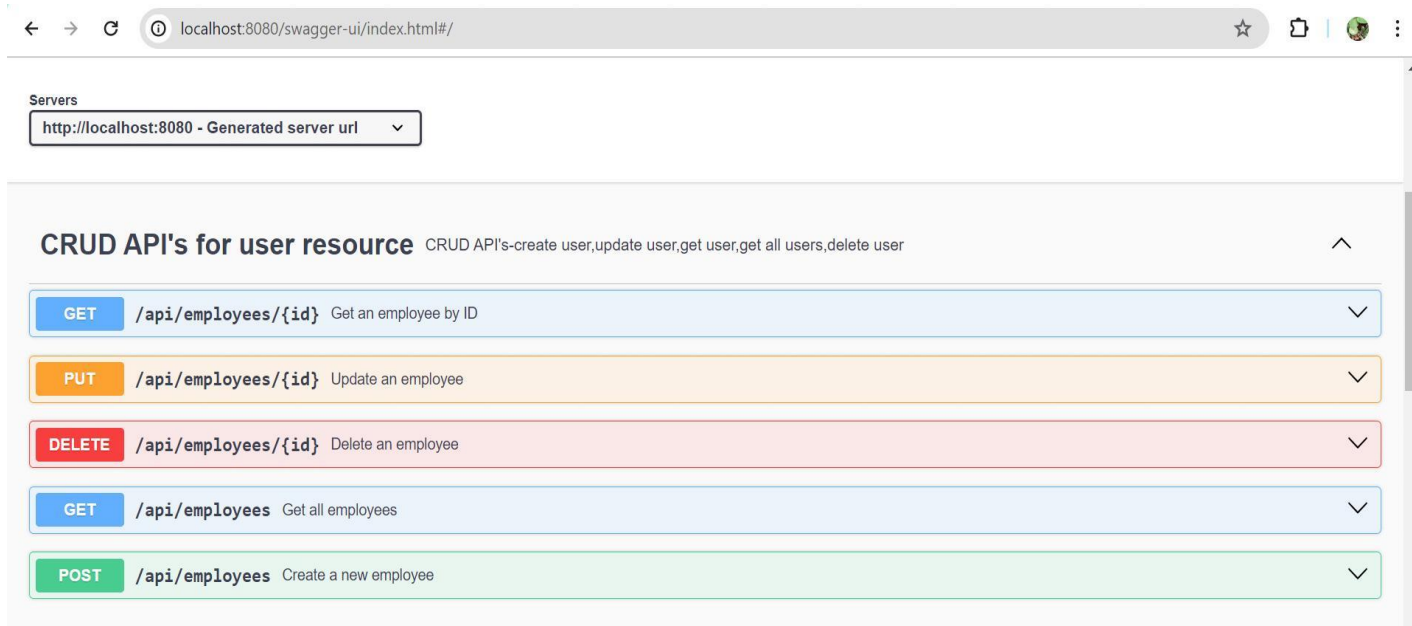 localhost:8080/swagger-ui/index.html#/
Servers
http://localhost:8080 - Generated server url
CRUD API's for user resource CRUD API's-create user,update user,get user,get all users,delete user
GET /api/employees/{id} Get an employee by ID
PUT /api/employees/{id} Update an employee
DELETE /api/employees/{id} Delete an employee
GET /api/employees Get all employees
POST /api/employees Create a new employee